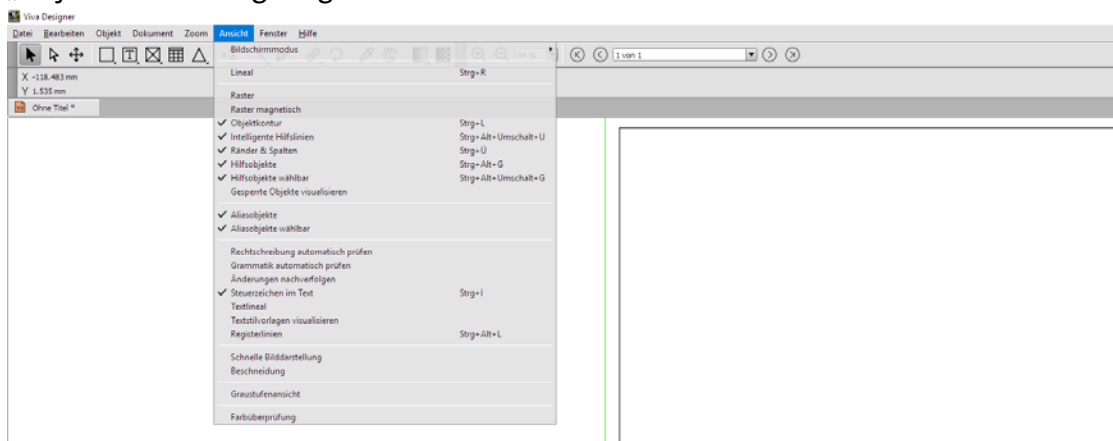 Viva Designer
Datei Bearbeiten Objekt Dokument Zoom Ansicht Fenster Hilfe
1 von 1
X -118.483 mm
Y 1.535 mm
Ohne Titel *
Bildschirmmodus
Lineal Strg+R
Raster
Raster magnetisch
Objektkontur Strg+L
Intelligente Hilfslinien Strg+Alt+Umschalt+U
Ränder & Spalten Strg+Ü
Hilfsobjekte Strg+Alt+G
Hilfsobjekte wählbar Strg+Alt+Umschalt+G
Gesperrte Objekte visualisieren
Aliasobjekte
Aliasobjekte wählbar
Rechtschreibung automatisch prüfen
Grammatik automatisch prüfen
Änderungen nachverfolgen
Steuerzeichen im Text Strg+I
Textlineal
Textstilvorlagen visualisieren
Registerlinien Strg+Alt+L
Schnelle Bilddarstellung
Beschneidung
Graustufenansicht
Farbüberprüfung